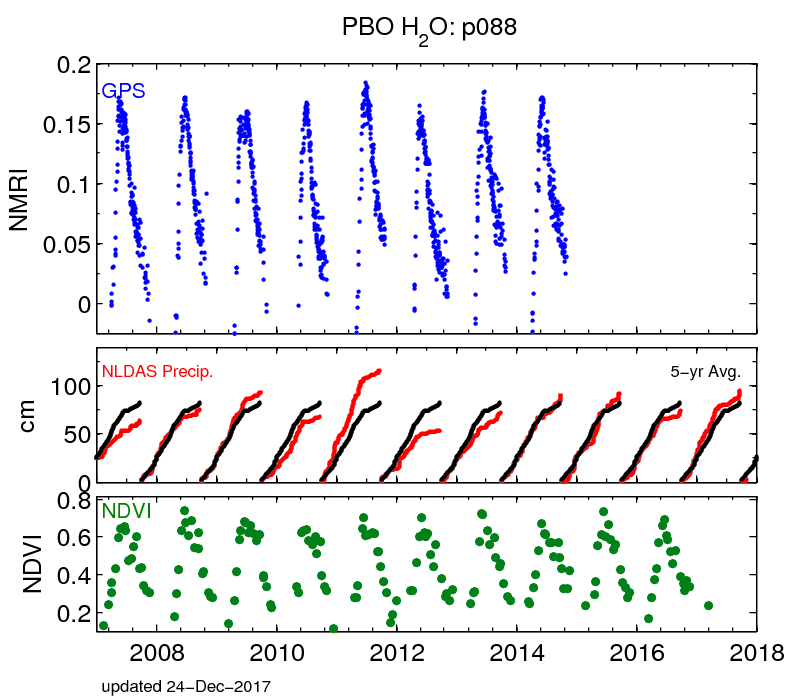 PBO H2O: p088
0.2
GPS
0.15
NMRI
0.1
0.05
0
NLDAS Precip.
5−yr Avg.
100
cm
50
0
0.8
NDVI
0.6
NDVI
0.4
0.2
2008 2010 2012 2014 2016 2018
updated 24−Dec−2017